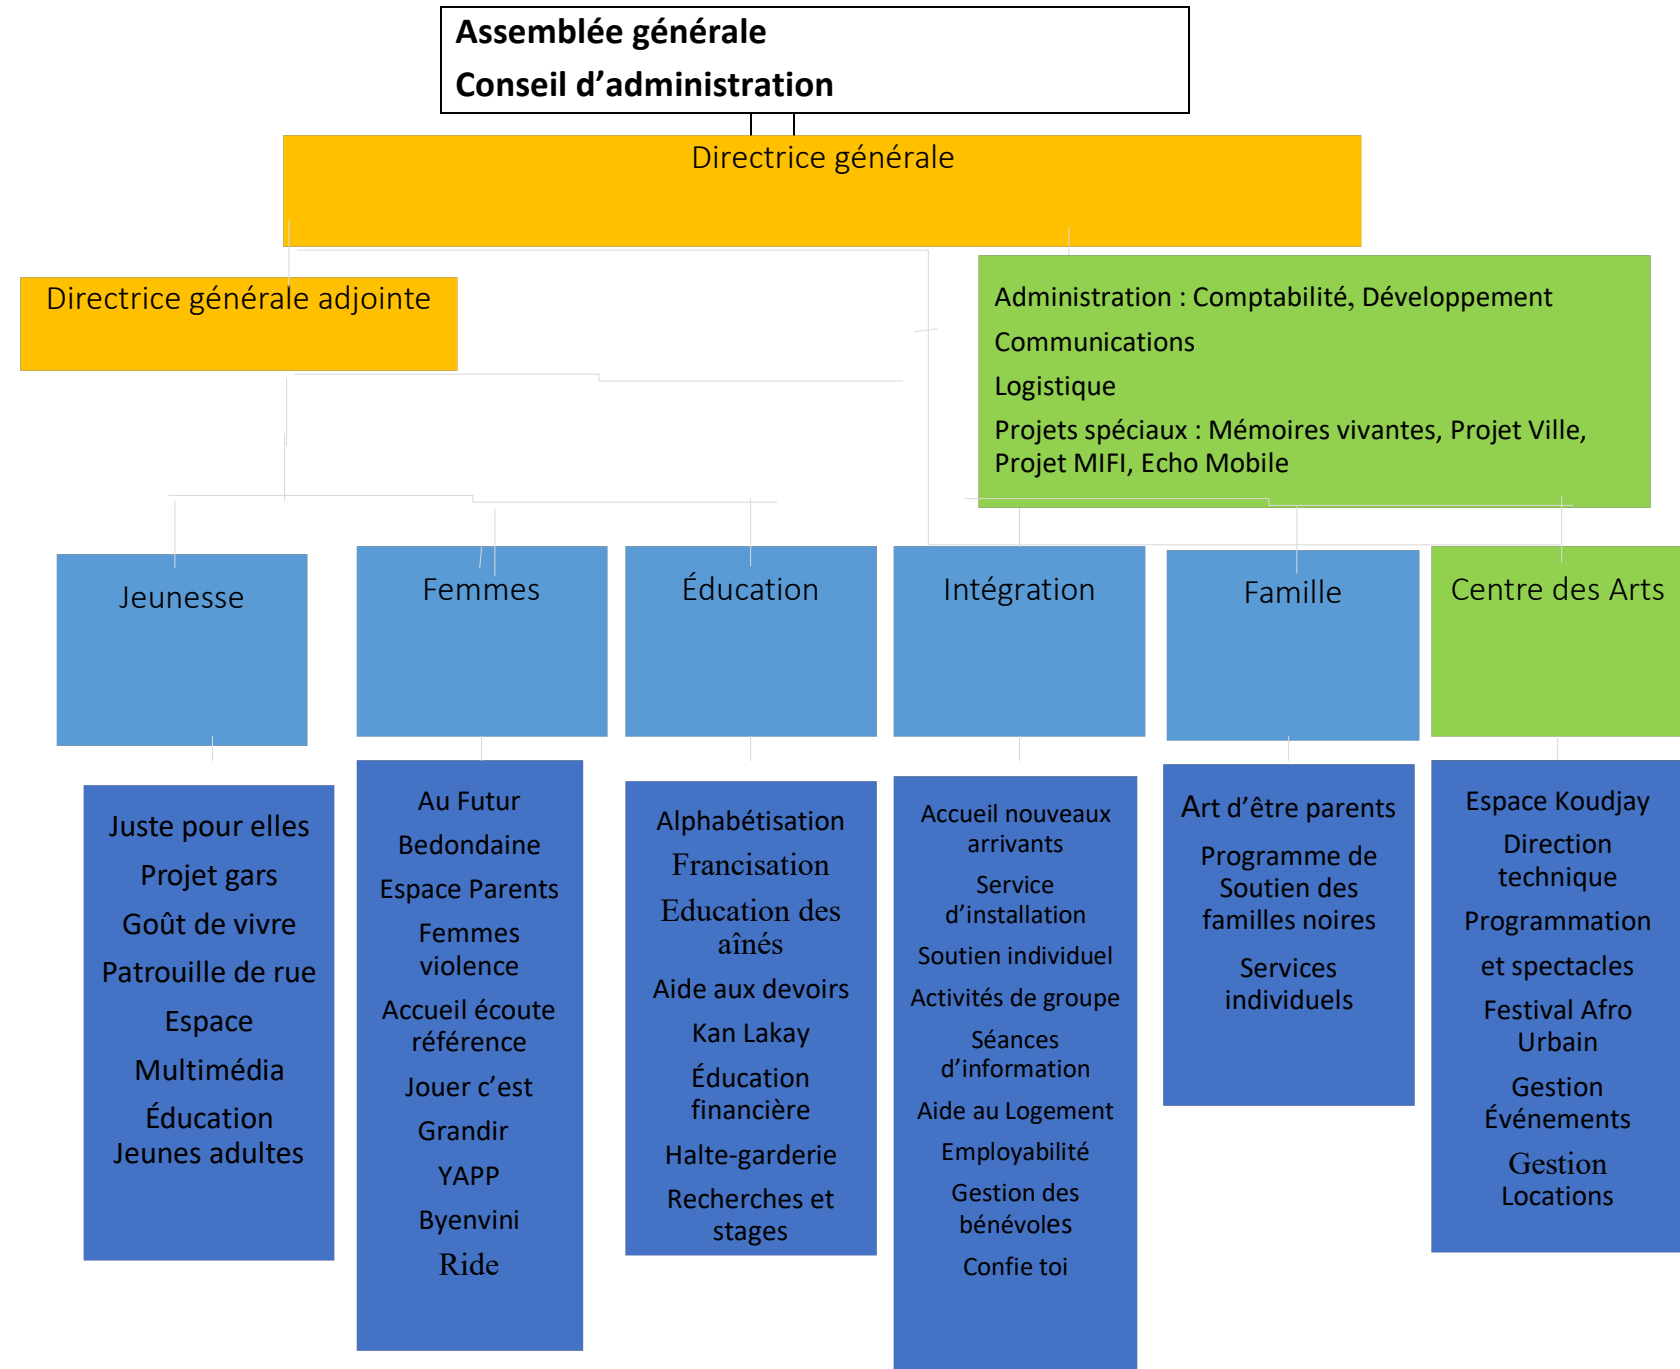 Assemblée générale
Conseil d’administration
Directrice générale
Directrice générale adjointe
Administration : Comptabilité, Développement
Communications
Logistique
Projets spéciaux : Mémoires vivantes, Projet Ville,
Projet MIFI, Echo Mobile
Jeunesse
Femmes
Éducation
Intégration
Famille
Centre des Arts
Juste pour elles
Projet gars
Goût de vivre
Patrouille de rue
Espace
Multimédia
Éducation
Jeunes adultes
Au Futur
Bedondaine
Espace Parents
Femmes
violence
Accueil écoute
référence
Jouer c’est
Grandir
YAPP
Byenvini
Ride
Alphabétisation
Francisation
Education des
aînés
Aide aux devoirs
Kan Lakay
Éducation
financière
Halte-garderie
Recherches et
stages
Accueil nouveaux
arrivants
Service
d’installation
Soutien individuel
Activités de groupe
Séances
d’information
Aide au Logement
Employabilité
Gestion des
bénévoles
Confie toi
Art d’être parents
Programme de
Soutien des
familles noires
Services
individuels
Espace Koudjay
Direction
technique
Programmation
et spectacles
Festival Afro
Urbain
Gestion
Événements
Gestion
Locations